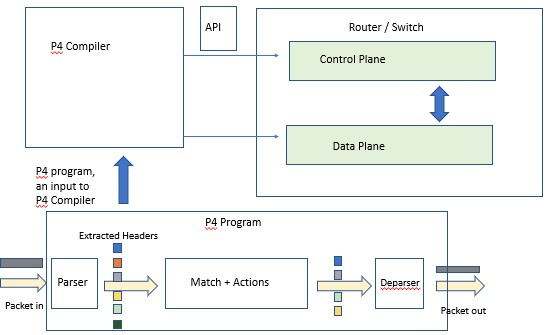 API
P4 Compiler
Router / Switch
Control Plane
Data Plane
P4 program,
an input to
P4 Compiler
P4 Program
Extracted Headers
Parser
Match + Actions
Deparser
Packet in
Packet out